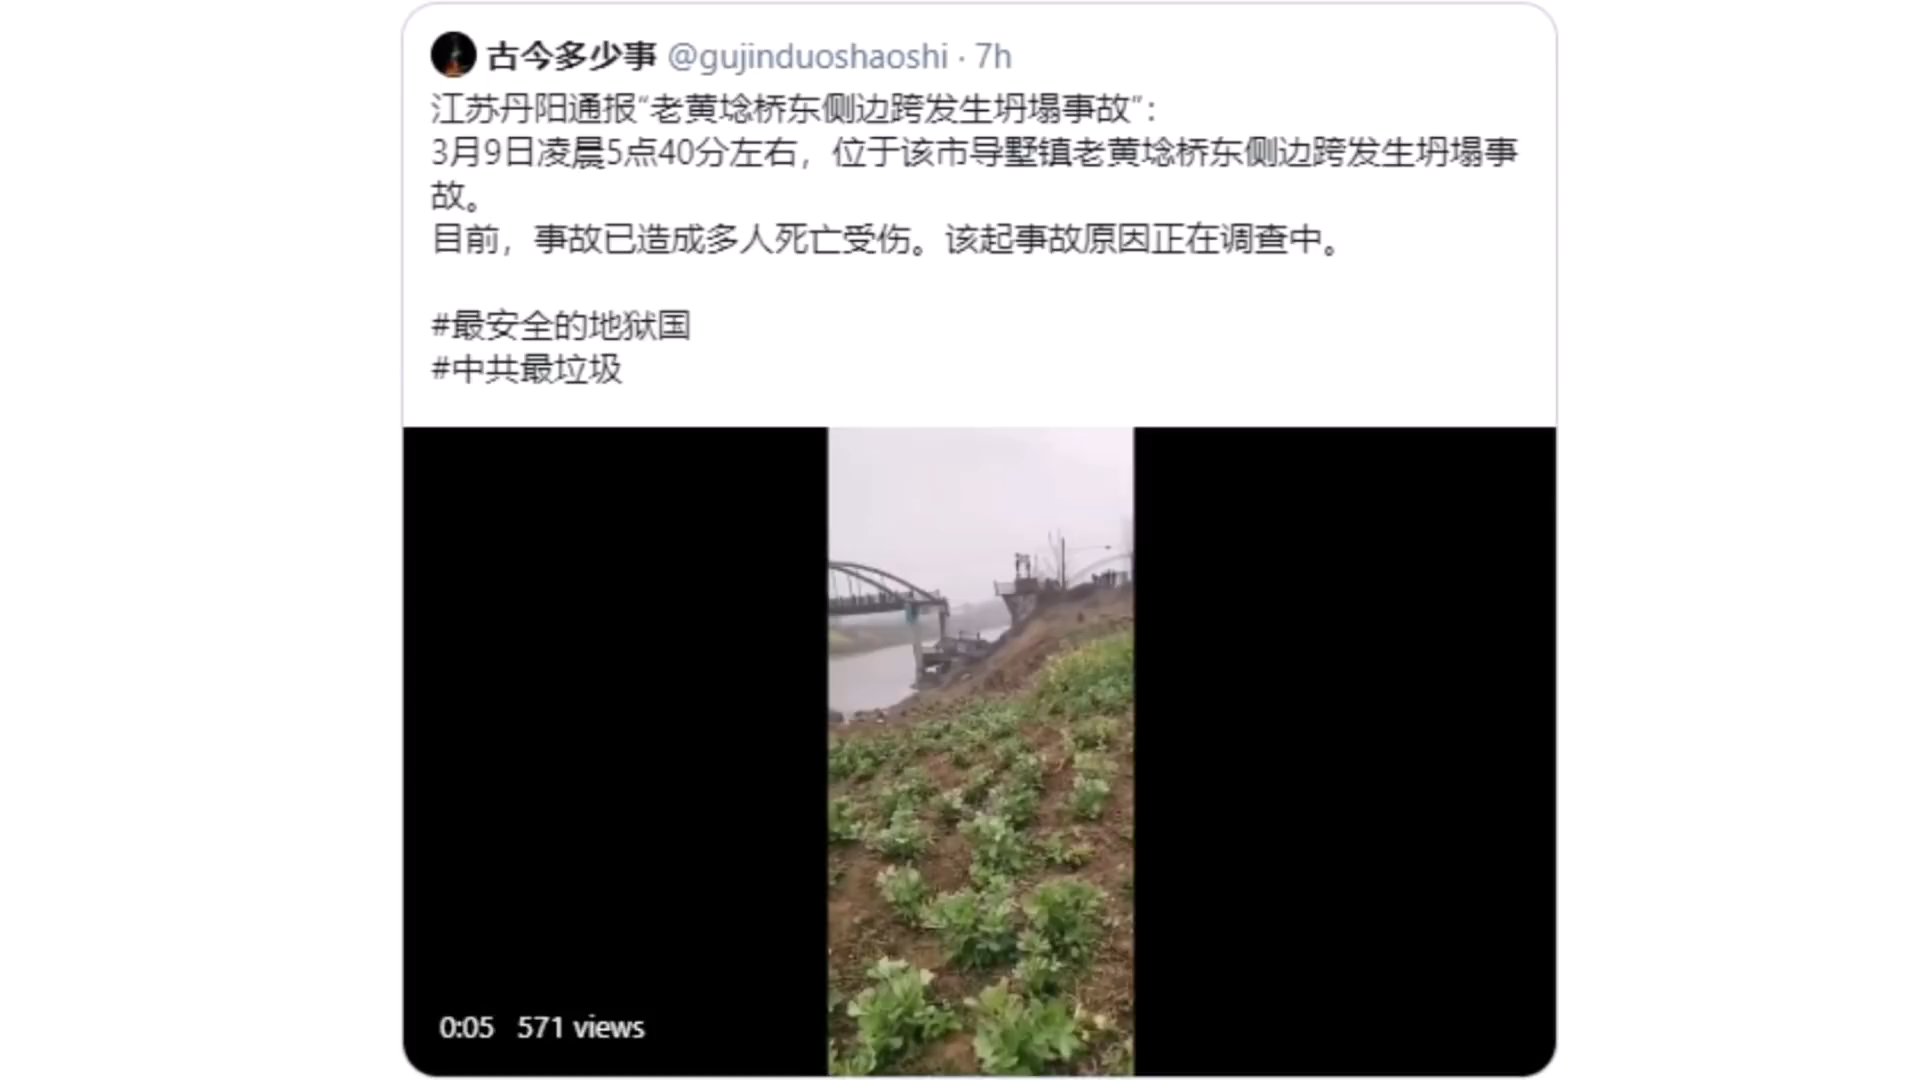 古今多少事 @gujinduoshaoshi · 7h
江苏丹阳通报“老黄埝桥东侧边跨发生坍塌事故”：
3月9日凌晨5点40分左右，位于该市导墅镇老黄埝桥东侧边跨发生坍塌事
故。
目前，事故已造成多人死亡受伤。该起事故原因正在调查中。
#最安全的地狱国
#中共最垃圾
0:05 571 views